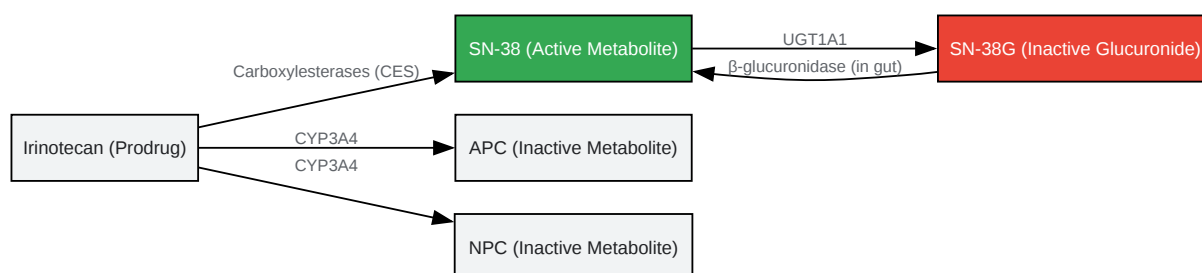 SN-38 (Active Metabolite)
UGT1A1
SN-38G (Inactive Glucuronide)
β-glucuronidase (in gut)
Carboxylesterases (CES)
Irinotecan (Prodrug)
CYP3A4
APC (Inactive Metabolite)
CYP3A4
NPC (Inactive Metabolite)